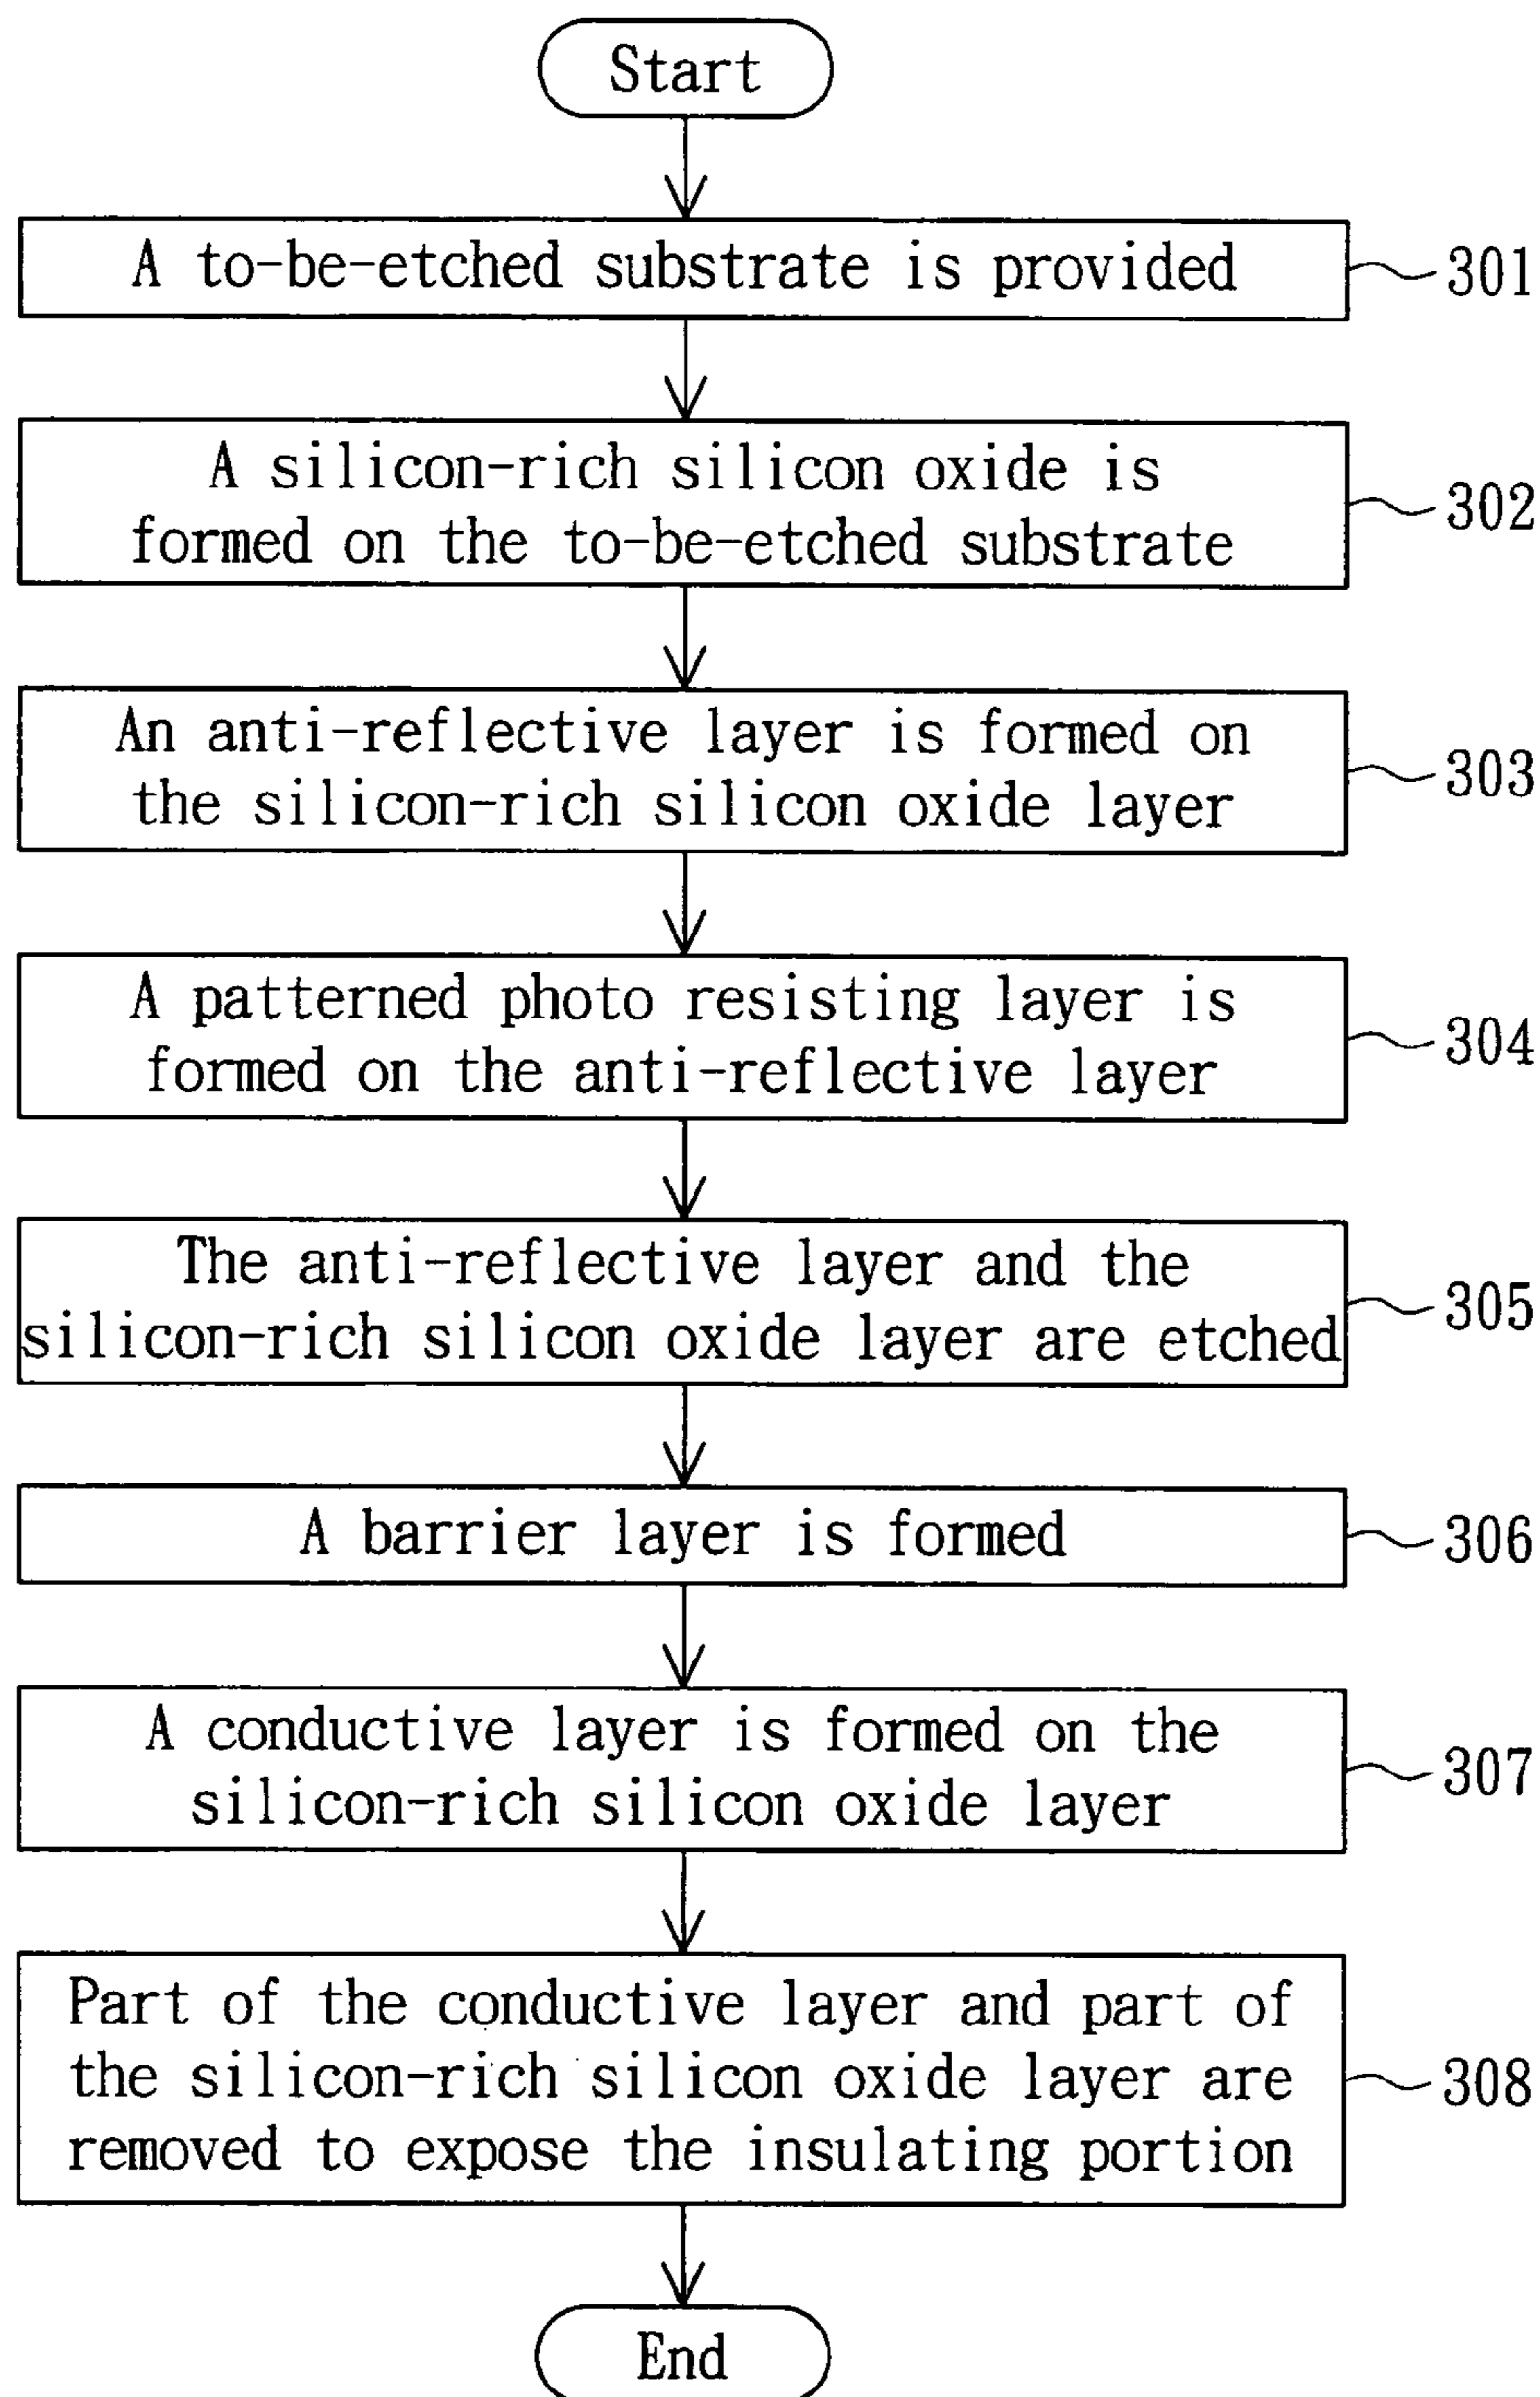 Start
A to-be-etched substrate is provided
301
A silicon-rich silicon oxide is
formed on the to-be-etched substrate
302
An anti-reflective layer is formed on
the silicon-rich silicon oxide layer
303
A patterned photo resisting layer is
formed on the anti-reflective layer
304
The anti-reflective layer and the
silicon-rich silicon oxide layer are etched
305
A barrier layer is formed
306
A conductive layer is formed on the
silicon-rich silicon oxide layer
307
Part of the conductive layer and part of
the silicon-rich silicon oxide layer are
removed to expose the insulating portion
308
End